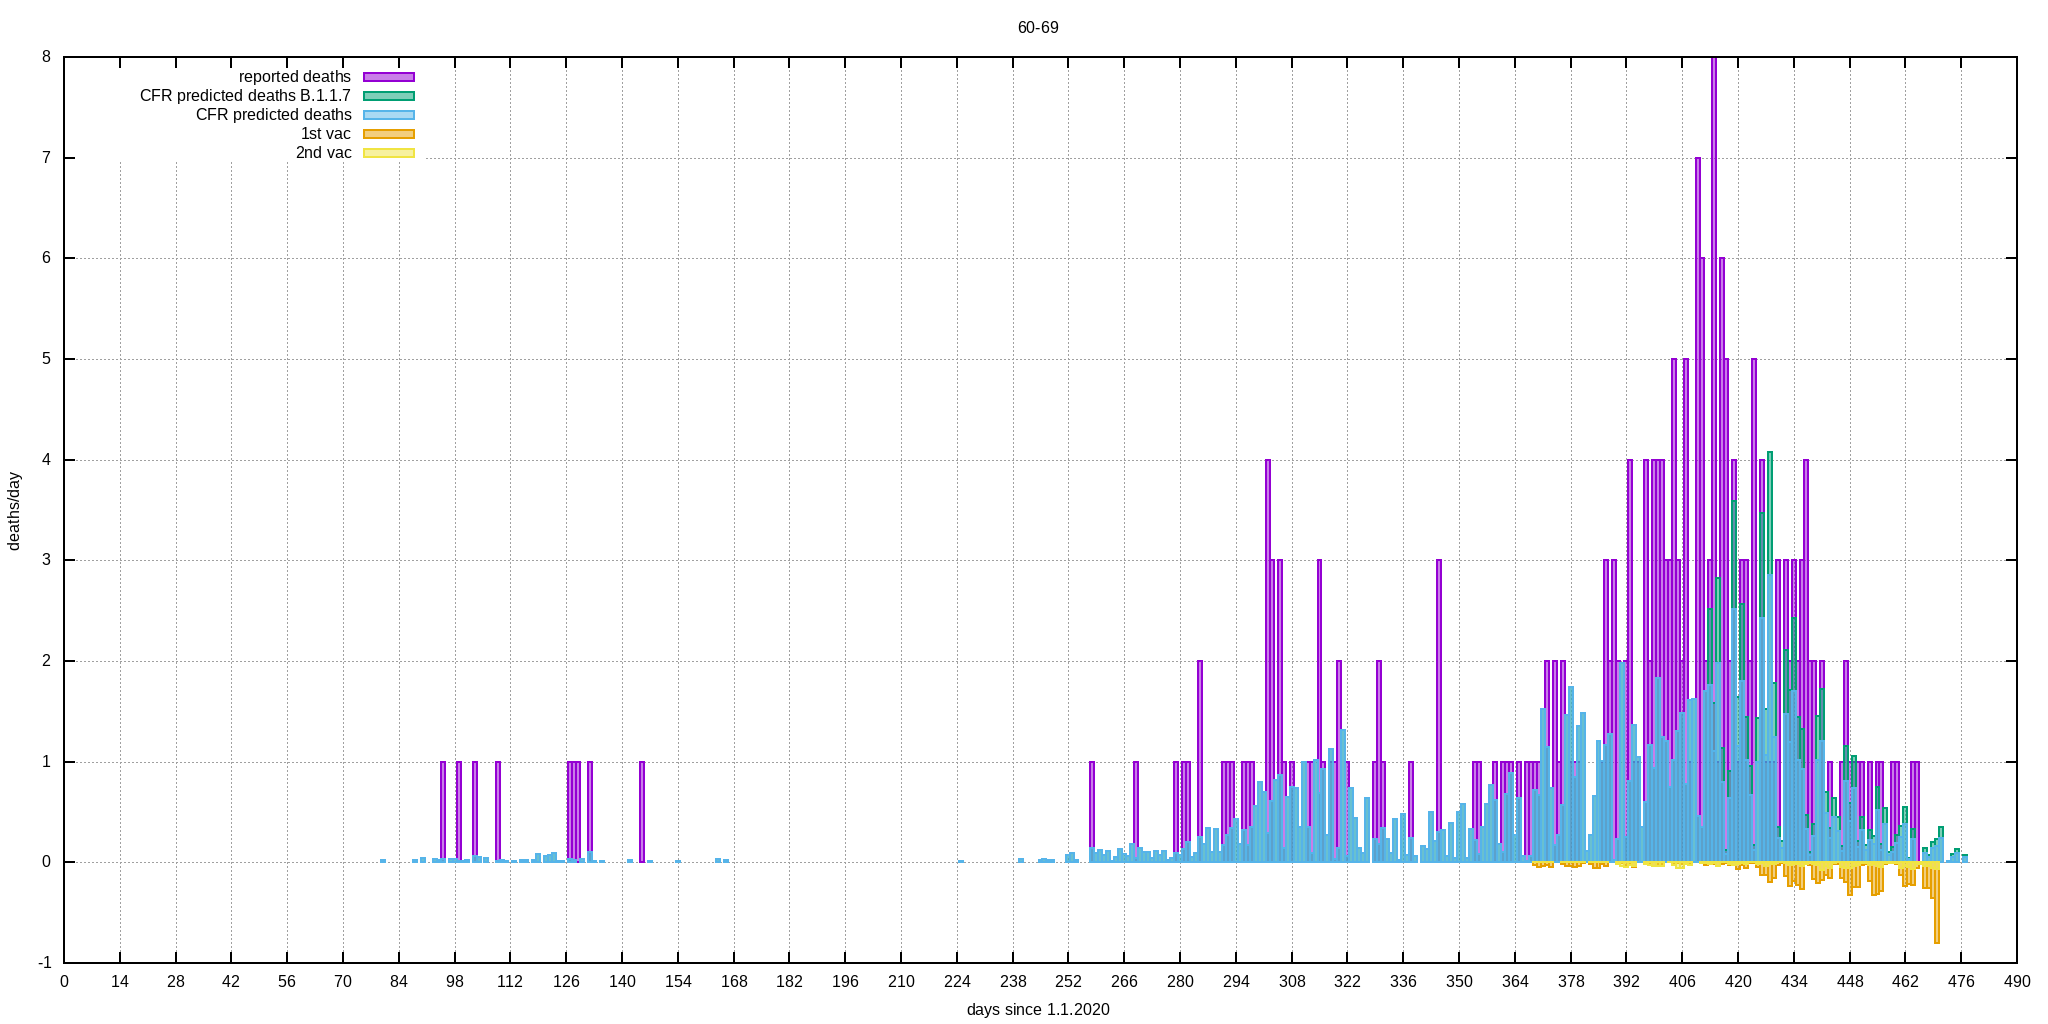 60-69
reported deaths
CFR predicted deaths B.1.1.7
CFR predicted deaths
1st vac
2nd vac
8
7
6
5
4
3
2
1
0
-1
deaths/day
0 14 28 42 56 70 84 98 112 126 140 154 168 182 196 210 224 238 252 266 280 294 308 322 336 350 364 378 392 406 420 434 448 462 476 490
days since 1.1.2020